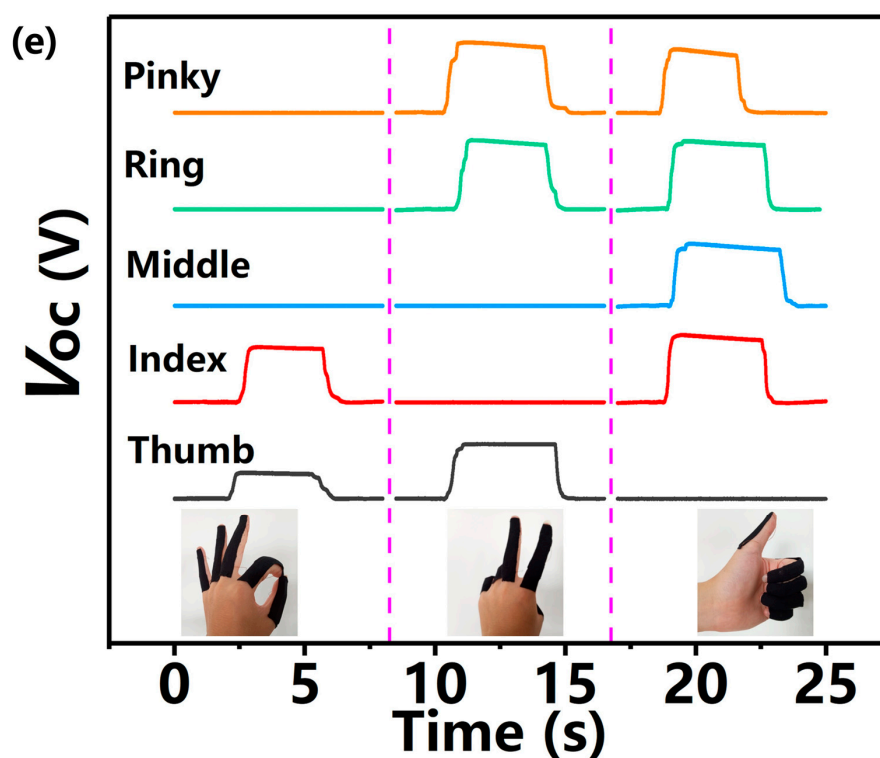 (e)
Pinky
Ring
Middle
Index
Thumb
Voc (V)
0 5 10 15 20 25
Time (s)